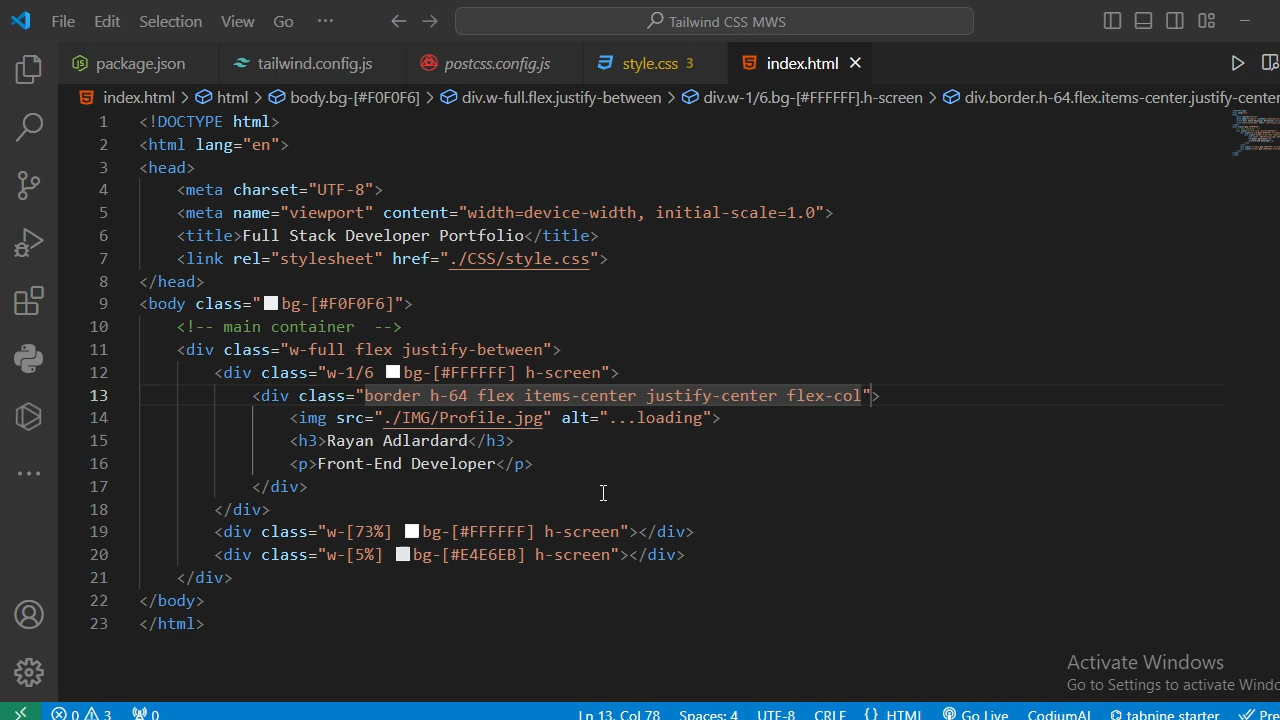 File Edit Selection View Go ··· Tailwind CSS MWS
package.json tailwind.config.js postcss.config.js style.css 3 index.html
index.html > html > body.bg-[#F0F0F6] > div.w-full.flex.justify-between > div.w-1/6.bg-[#FFFFFF].h-screen > div.border.h-64.flex.items-center.justify-center
1 <!DOCTYPE html>
2 <html lang="en">
3 <head>
4 <meta charset="UTF-8">
5 <meta name="viewport" content="width=device-width, initial-scale=1.0">
6 <title>Full Stack Developer Portfolio</title>
7 <link rel="stylesheet" href="./CSS/style.css">
8 </head>
9 <body class="bg-[#F0F0F6]">
10 <!-- main container -->
11 <div class="w-full flex justify-between">
12 <div class="w-1/6 bg-[#FFFFFF] h-screen">
13 <div class="border h-64 flex items-center justify-center flex-col">
14 <img src="./IMG/Profile.jpg" alt="...loading">
15 <h3>Rayan Adlardard</h3>
16 <p>Front-End Developer</p>
17 </div>
18 </div>
19 <div class="w-[73%] bg-[#FFFFFF] h-screen"></div>
20 <div class="w-[5%] bg-[#E4E6EB] h-screen"></div>
21 </div>
22 </body>
23 </html>
Activate Windows
Go to Settings to activate Windo
0 3 0 Ln 13, Col 78 Spaces: 4 UTF-8 CRLF {} HTML Go Live CodiumAI tabnine starter Pre